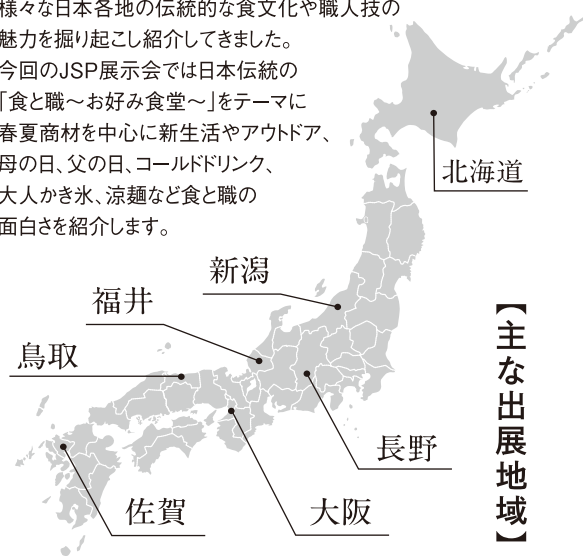 様々な日本各地の伝統的な食文化や職人技の
魅力を掘り起こし紹介してきました。
今回のJSP展示会では日本伝統の
「食と職〜お好み食堂〜」をテーマに
春夏商材を中心に新生活やアウトドア、
母の日、父の日、コールドドリンク、
大人かき氷、涼麺など食と職の
面白さを紹介します。
北海道
新潟
福井
鳥取
長野
佐賀
大阪
【主な出展地域】